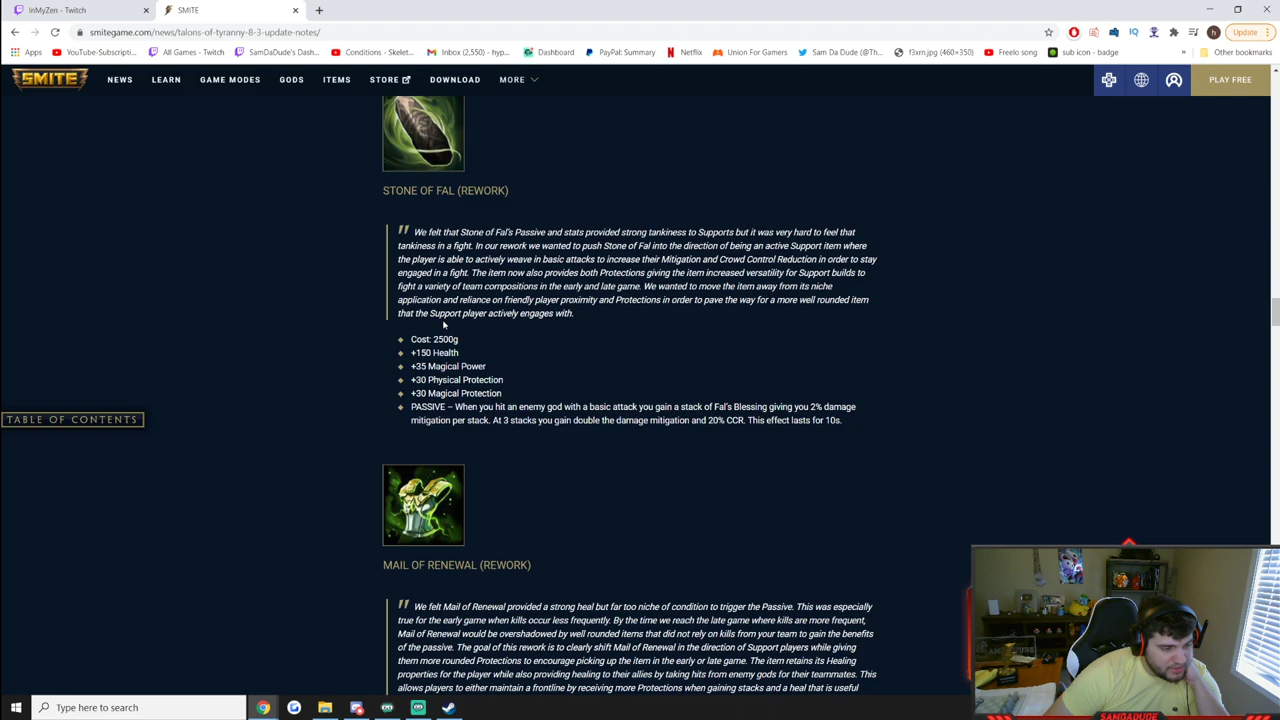 InMyZen - Twitch
SMITE
smitegame.com/news/talons-of-tyranny-8-3-update-notes/
Update
Apps
YouTube-Subscripti...
All Games - Twitch
SamDaDude's Dash...
Conditions - Skelet...
Inbox (2,550) - hyp...
Dashboard
PayPal: Summary
Netflix
Union For Gamers
Sam Da Dude (@Th...
f3xrn.jpg (460×350)
Freelo song
sub icon - badge
»
Other bookmarks
SMITE
NEWS
LEARN
GAME MODES
GODS
ITEMS
STORE
DOWNLOAD
MORE
PLAY FREE
STONE OF FAL (REWORK)
" We felt that Stone of Fal's Passive and stats provided strong tankiness to Supports but it was very hard to feel that
tankiness in a fight. In our rework we wanted to push Stone of Fal into the direction of being an active Support item where
the player is able to actively weave in basic attacks to increase their Mitigation and Crowd Control Reduction in order to stay
engaged in a fight. The item now also provides both Protections giving the item increased versatility for Support builds to
fight a variety of team compositions in the early and late game. We wanted to move the item away from its niche
application and reliance on friendly player proximity and Protections in order to pave the way for a more well rounded item
that the Support player actively engages with.
Cost: 2500g
+150 Health
+35 Magical Power
+30 Physical Protection
+30 Magical Protection
PASSIVE – When you hit an enemy god with a basic attack you gain a stack of Fal's Blessing giving you 2% damage
mitigation per stack. At 3 stacks you gain double the damage mitigation and 20% CCR. This effect lasts for 10s.
TABLE OF CONTENTS
MAIL OF RENEWAL (REWORK)
" We felt Mail of Renewal provided a strong heal but far too niche of condition to trigger the Passive. This was especially
true for the early game when kills occur less frequently. By the time we reach the late game where kills are more frequent,
Mail of Renewal would be overshadowed by well rounded items that did not rely on kills from your team to gain the benefits
of the passive. The goal of this rework is to clearly shift Mail of Renewal in the direction of Support players while giving
them more rounded Protections to encourage picking up the item in the early or late game. The item retains its Healing
properties for the player while also providing healing to their allies by taking hits from enemy gods for their teammates. This
allows players to either maintain a frontline by receiving more Protections when gaining stacks and a heal that is useful
Type here to search
SAMDADUDE